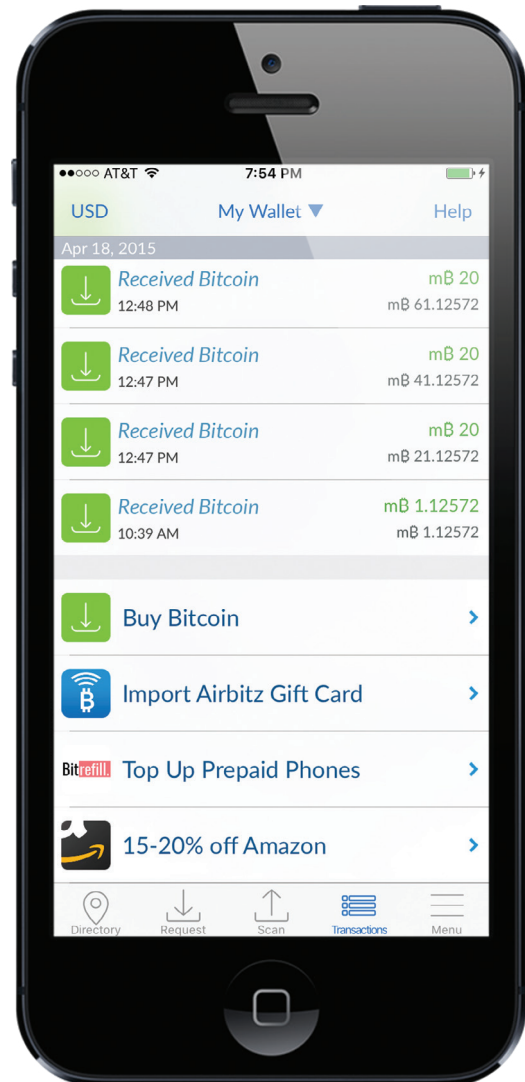 ●●○○○ AT&T 7:54 PM
USD My Wallet ▼ Help
Apr 18, 2015
Received Bitcoin mɃ 20
12:48 PM mɃ 61.12572
Received Bitcoin mɃ 20
12:47 PM mɃ 41.12572
Received Bitcoin mɃ 20
12:47 PM mɃ 21.12572
Received Bitcoin mɃ 1.12572
10:39 AM mɃ 1.12572
Buy Bitcoin
Import Airbitz Gift Card
Bitrefill. Top Up Prepaid Phones
15-20% off Amazon
Directory Request Scan Transactions Menu